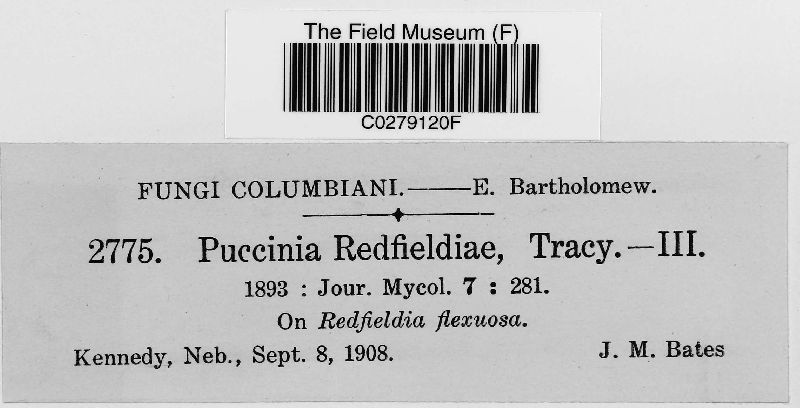 The Field Museum (F)
C0279120F
FUNGI COLUMBIANI.——E. Bartholomew.
2775. Puccinia Redfieldiae, Tracy.—III.
1893 : Jour. Mycol. 7 : 281.
On Redfieldia flexuosa.
Kennedy, Neb., Sept. 8, 1908. J. M. Bates